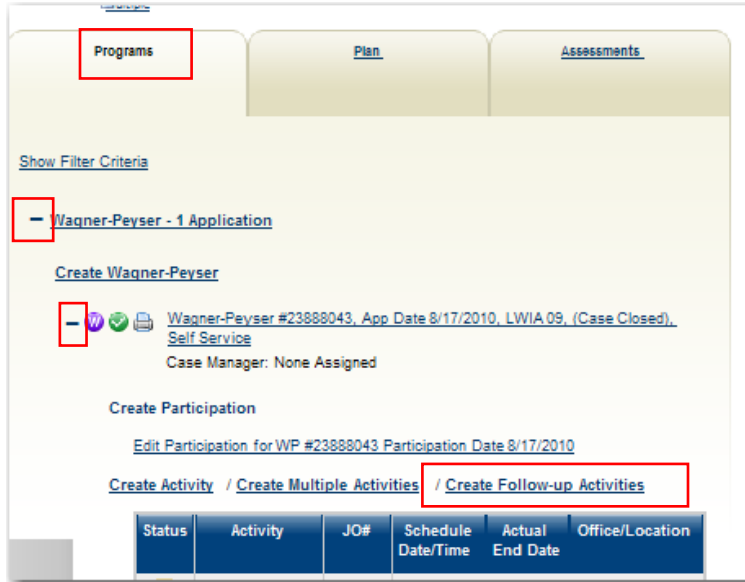 Programs
Plan
Assessments
Show Filter Criteria
Wagner-Peyser - 1 Application
Create Wagner-Peyser
W Wagner-Peyser #23888043, App Date 8/17/2010, LWIA 09, (Case Closed),
Self Service
Case Manager: None Assigned
Create Participation
Edit Participation for WP #23888043 Participation Date 8/17/2010
Create Activity / Create Multiple Activities / Create Follow-up Activities
Status Activity JO# Schedule Date/Time Actual End Date Office/Location